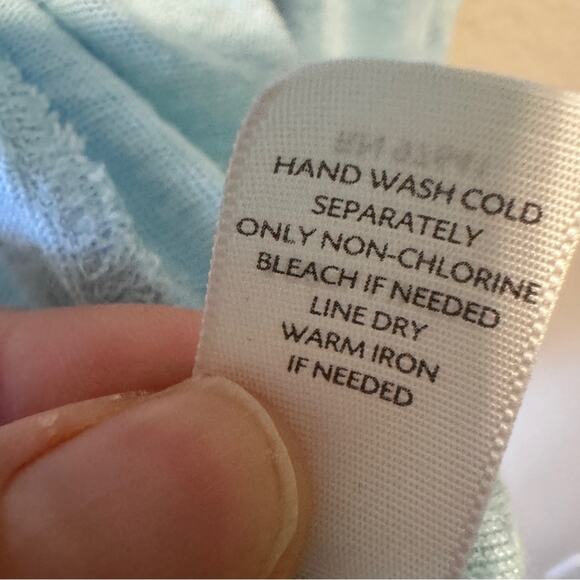 HAND WASH COLD
SEPARATELY
ONLY NON-CHLORINE
BLEACH IF NEEDED
LINE DRY
WARM IRON
IF NEEDED